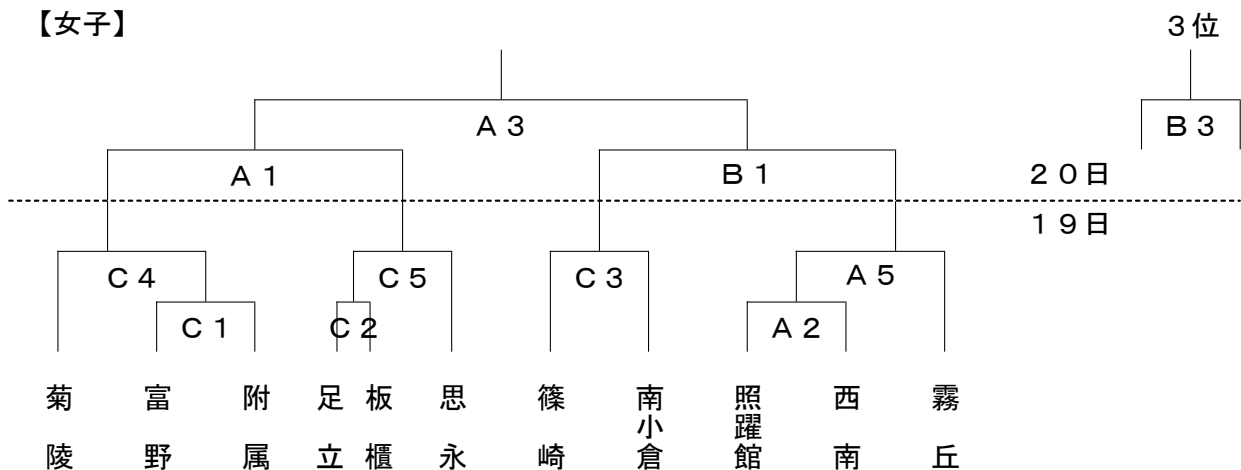 【女子】
３位
Ａ３
Ｂ３
Ａ１
Ｂ１
２０日
１９日
Ｃ４
Ｃ５
Ｃ３
Ａ５
Ｃ１
Ｃ２
Ａ２
菊陵
富野
附属
足立
板櫃
思永
篠崎
南小倉
照躍館
西南
霧丘